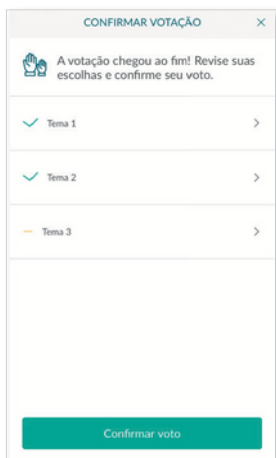 CONFIRMAR VOTAÇÃO
A votação chegou ao fim! Revise suas
escolhas e confirme seu voto.
Tema 1
Tema 2
Tema 3
Confirmar voto